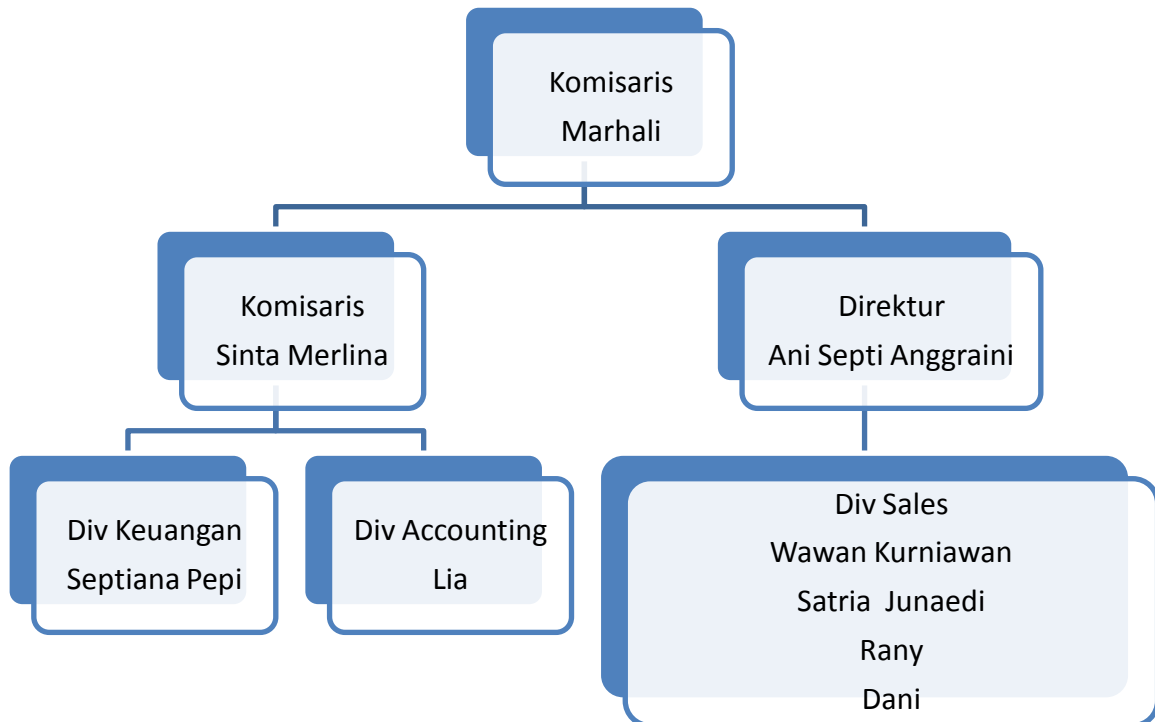 Komisaris
Marhali
Komisaris
Sinta Merlina
Direktur
Ani Septi Anggraini
Div Keuangan
Septiana Pepi
Div Accounting
Lia
Div Sales
Wawan Kurniawan
Satria Junaedi
Rany
Dani